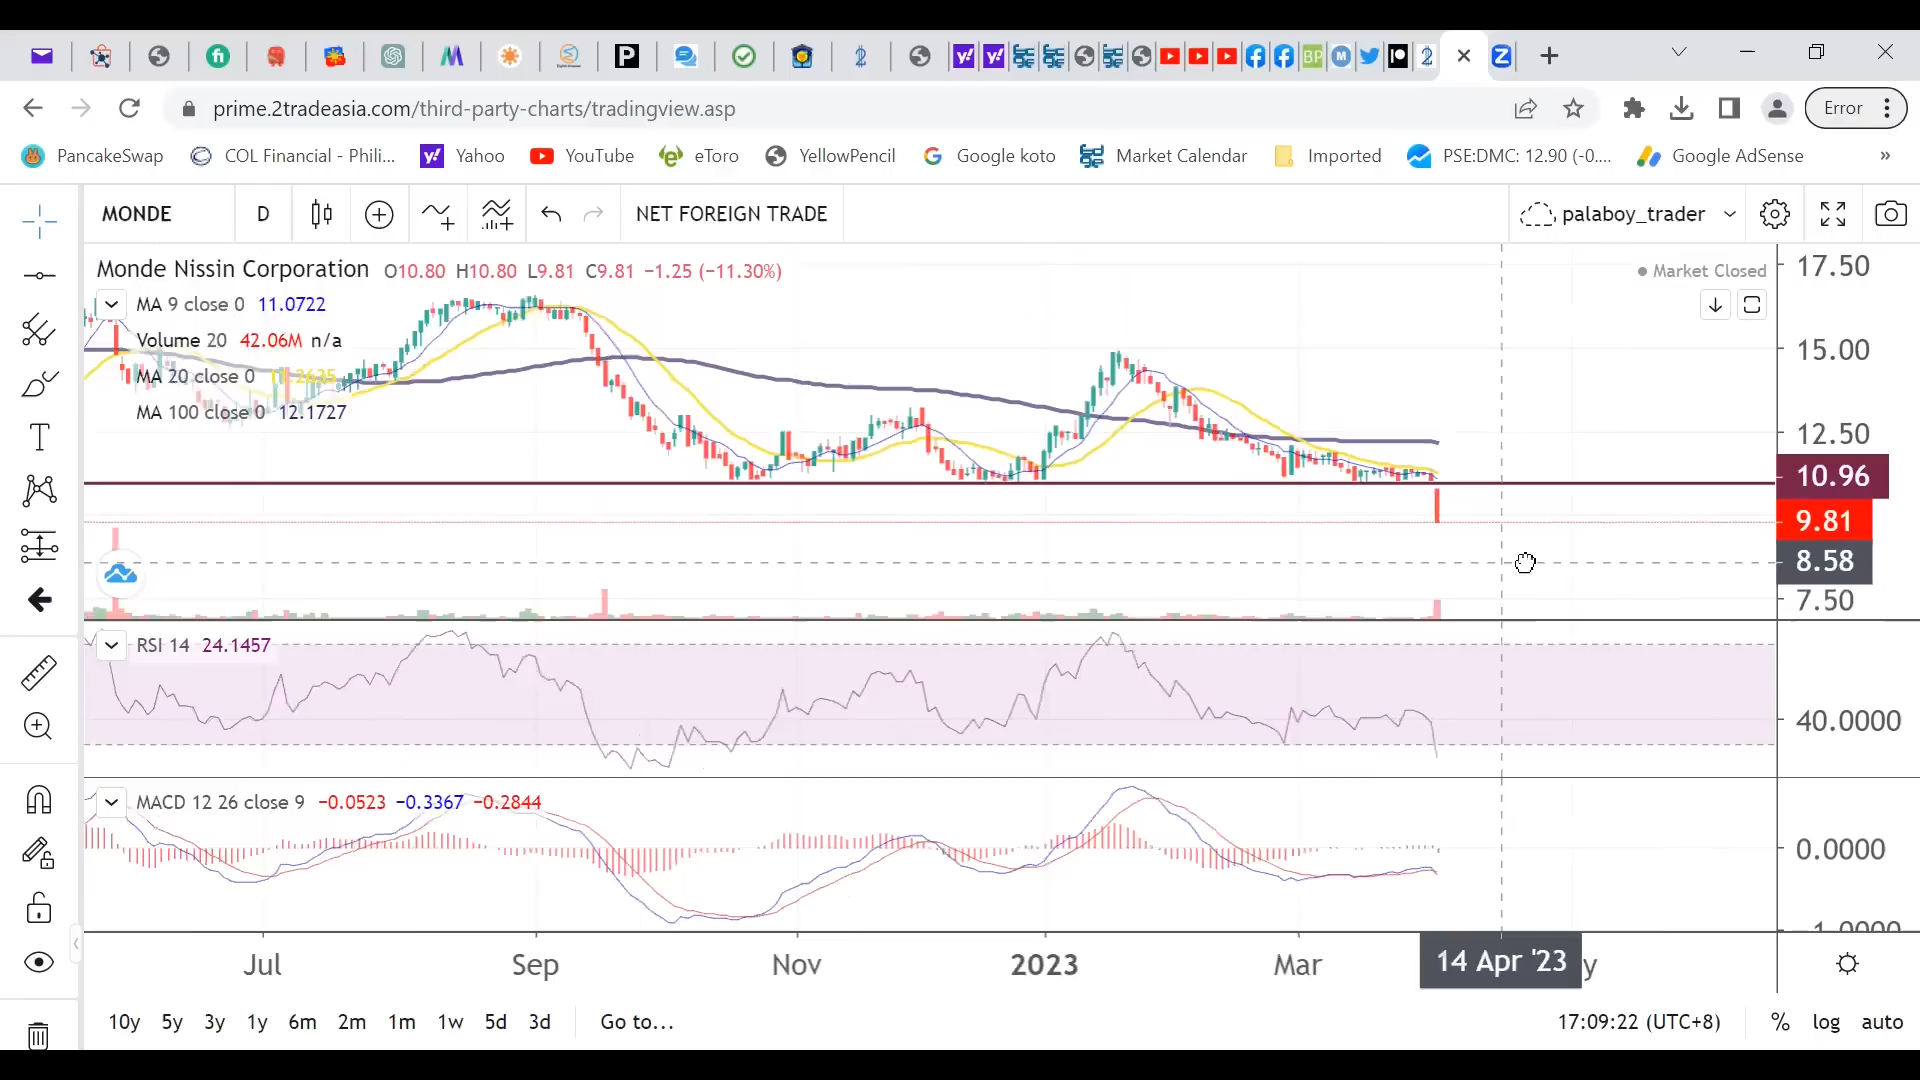 prime.2tradeasia.com/third-party-charts/tradingview.asp
Error
PancakeSwap
COL Financial - Phili...
Yahoo
YouTube
eToro
YellowPencil
Google koto
Market Calendar
Imported
PSE:DMC: 12.90 (-0....
Google AdSense
»
MONDE
D
NET FOREIGN TRADE
palaboy_trader
Monde Nissin Corporation O10.80 H10.80 L9.81 C9.81 −1.25 (−11.30%)
Market Closed
MA 9 close 0 11.0722
Volume 20 42.06M n/a
MA 20 close 0
MA 100 close 0 12.1727
17.50
15.00
12.50
10.96
9.81
8.58
7.50
RSI 14 24.1457
40.0000
MACD 12 26 close 9 −0.0523 −0.3367 −0.2844
0.0000
−1.0000
Jul
Sep
Nov
2023
Mar
14 Apr '23
y
10y 5y 3y 1y 6m 2m 1m 1w 5d 3d Go to...
17:09:22 (UTC+8) % log auto